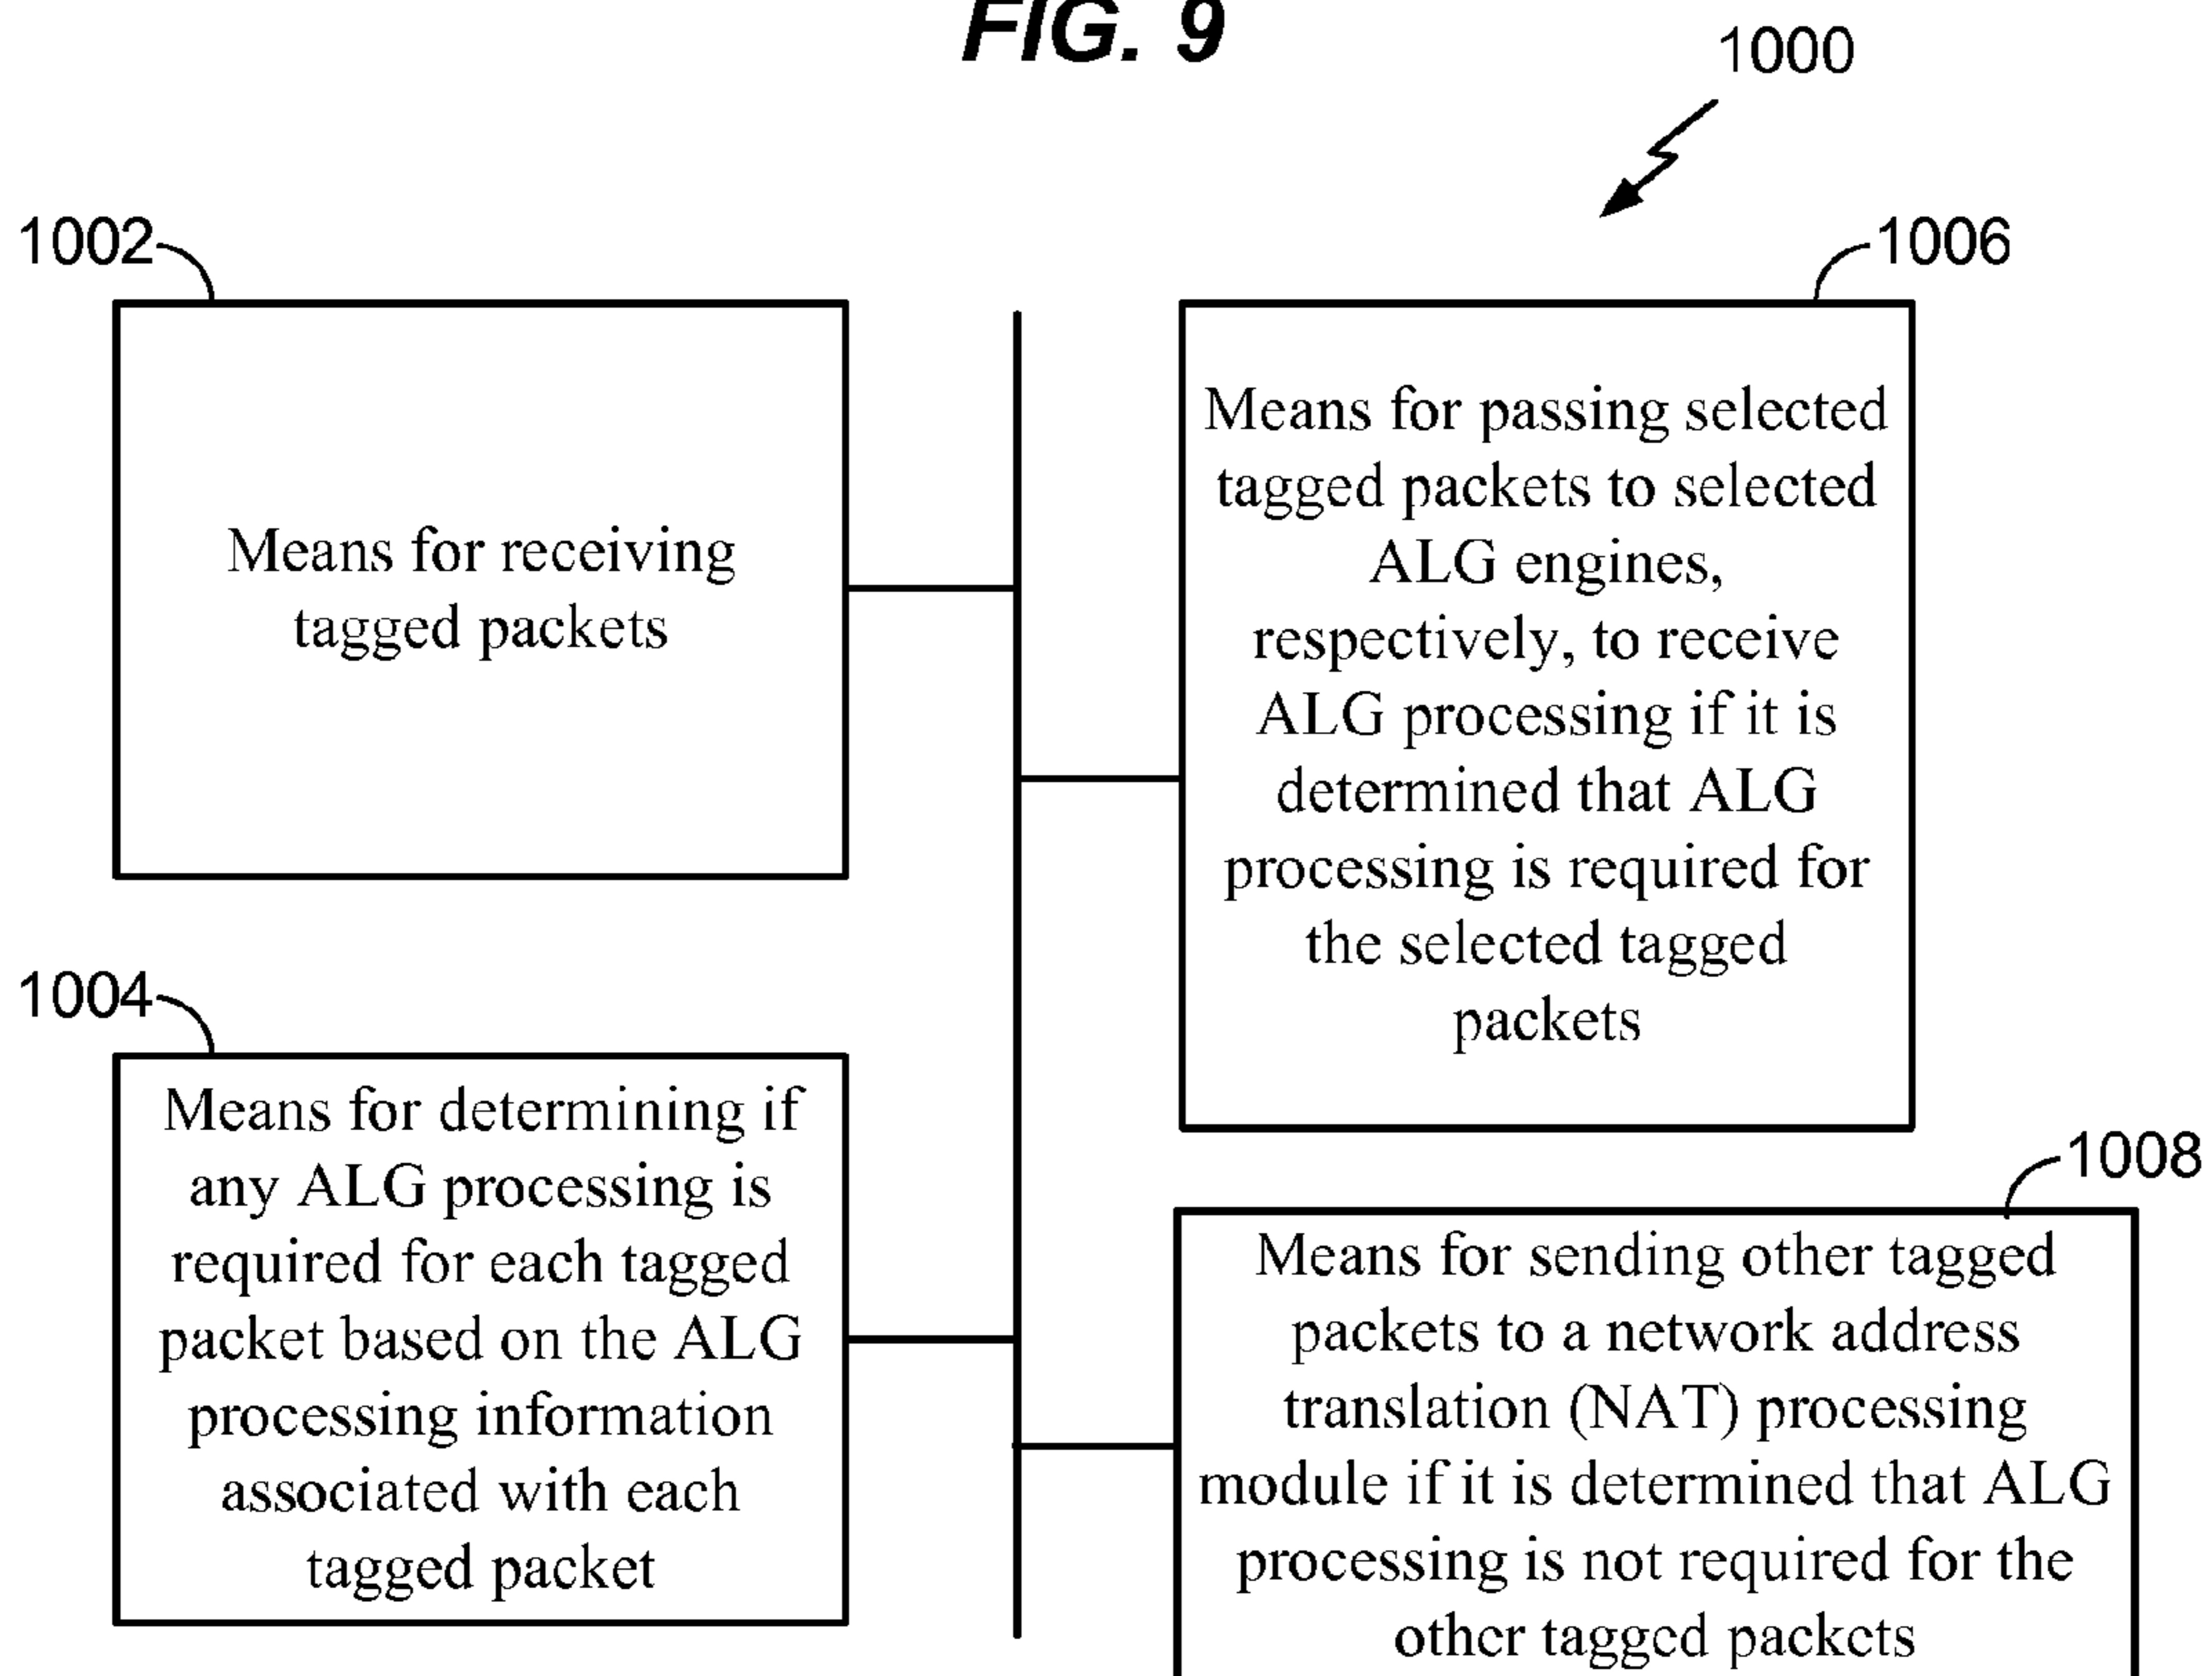 FIG. 9
1000
1002
Means for receiving
tagged packets
1004
Means for determining if
any ALG processing is
required for each tagged
packet based on the ALG
processing information
associated with each
tagged packet
1006
Means for passing selected
tagged packets to selected
ALG engines,
respectively, to receive
ALG processing if it is
determined that ALG
processing is required for
the selected tagged
packets
1008
Means for sending other tagged
packets to a network address
translation (NAT) processing
module if it is determined that ALG
processing is not required for the
other tagged packets